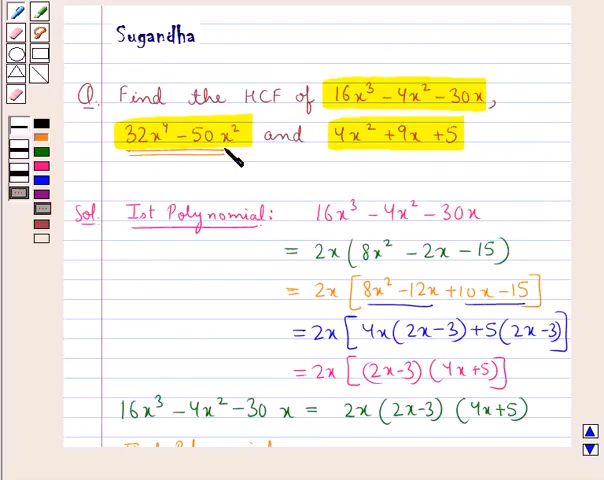 Sugandha
Q. Find the HCF of 16x³ – 4x² – 30x,
32x⁴ – 50x² and 4x² + 9x + 5
Sol Ist Polynomial: 16x³ – 4x² – 30x
= 2x (8x² – 2x – 15)
= 2x [8x² – 12x + 10x – 15]
= 2x [4x (2x – 3) + 5 (2x – 3)]
= 2x [(2x – 3) (4x + 5)]
16x³ – 4x² – 30 x = 2x (2x – 3) (4x + 5)